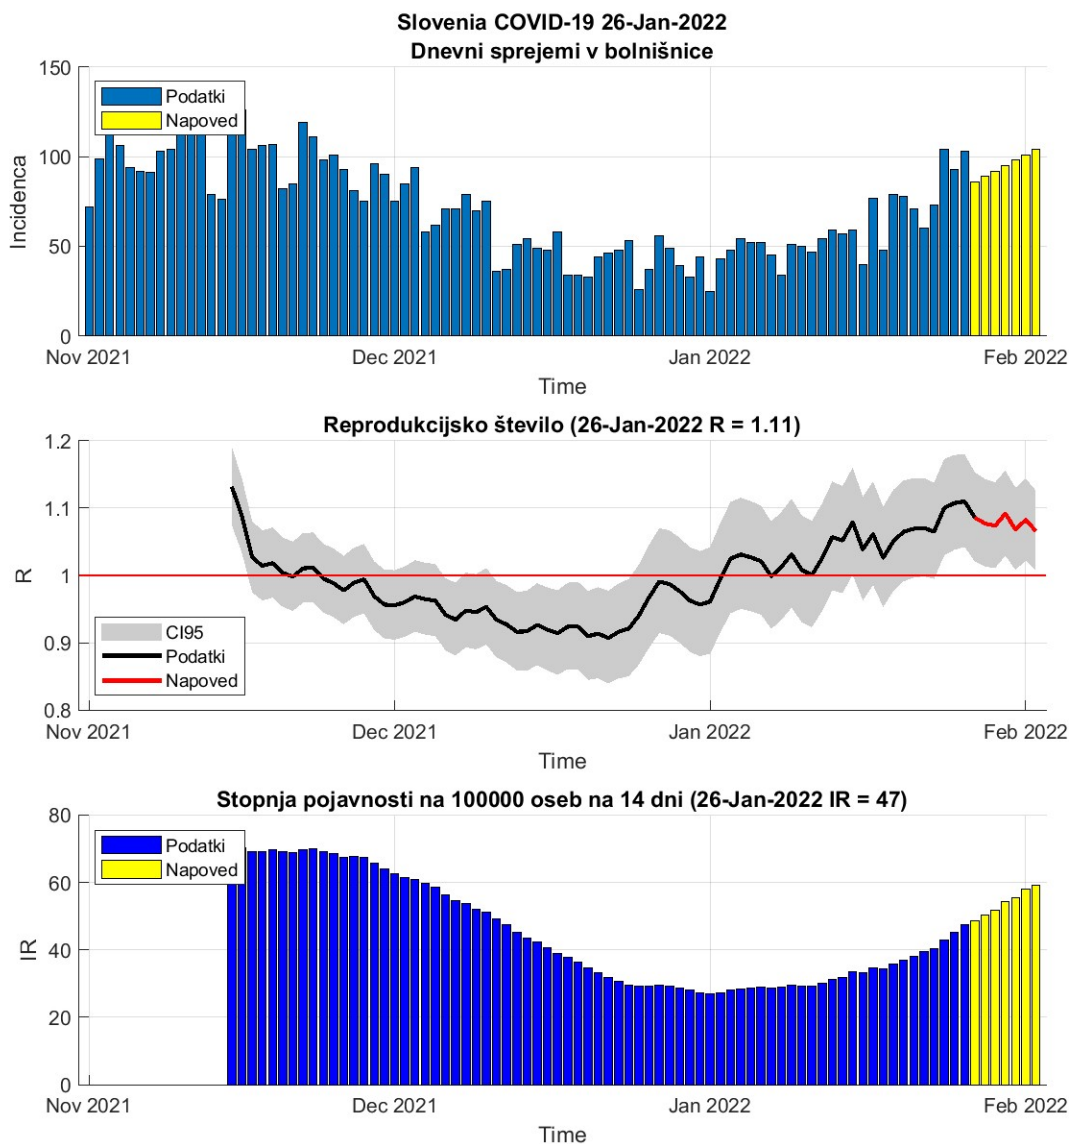 Slovenia COVID-19 26-Jan-2022
Dnevni sprejemi v bolnišnice
150
100
50
0
Incidenca
Podatki
Napoved
Nov 2021 Dec 2021 Jan 2022 Feb 2022
Time
Reprodukcijsko število (26-Jan-2022 R = 1.11)
1.2
1.1
1
0.9
0.8
R
CI95
Podatki
Napoved
Nov 2021 Dec 2021 Jan 2022 Feb 2022
Time
Stopnja pojavnosti na 100000 oseb na 14 dni (26-Jan-2022 IR = 47)
80
60
40
20
0
IR
Podatki
Napoved
Nov 2021 Dec 2021 Jan 2022 Feb 2022
Time